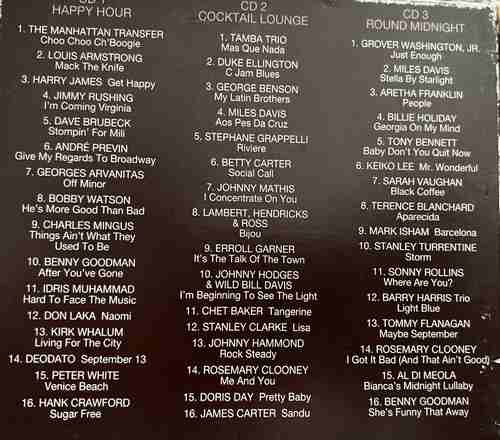 CD 1
HAPPY HOUR
1. THE MANHATTAN TRANSFER
Choo Choo Ch'Boogie
2. LOUIS ARMSTRONG
Mack The Knife
3. HARRY JAMES Get Happy
4. JIMMY RUSHING
I'm Coming Virginia
5. DAVE BRUBECK
Stompin' For Mili
6. ANDRÉ PREVIN
Give My Regards To Broadway
7. GEORGES ARVANITAS
Off Minor
8. BOBBY WATSON
He's More Good Than Bad
9. CHARLES MINGUS
Things Ain't What They
Used To Be
10. BENNY GOODMAN
After You've Gone
11. IDRIS MUHAMMAD
Hard To Face The Music
12. DON LAKA Naomi
13. KIRK WHALUM
Living For The City
14. DEODATO September 13
15. PETER WHITE
Venice Beach
16. HANK CRAWFORD
Sugar Free
CD 2
COCKTAIL LOUNGE
1. TAMBA TRIO
Mas Que Nada
2. DUKE ELLINGTON
C Jam Blues
3. GEORGE BENSON
My Latin Brothers
4. MILES DAVIS
Aos Pes Da Cruz
5. STEPHANE GRAPPELLI
Riviere
6. BETTY CARTER
Social Call
7. JOHNNY MATHIS
I Concentrate On You
8. LAMBERT, HENDRICKS
& ROSS
Bijou
9. ERROLL GARNER
It's The Talk Of The Town
10. JOHNNY HODGES
& WILD BILL DAVIS
I'm Beginning To See The Light
11. CHET BAKER Tangerine
12. STANLEY CLARKE Lisa
13. JOHNNY HAMMOND
Rock Steady
14. ROSEMARY CLOONEY
Me And You
15. DORIS DAY Pretty Baby
16. JAMES CARTER Sandu
CD 3
ROUND MIDNIGHT
1. GROVER WASHINGTON, JR.
Just Enough
2. MILES DAVIS
Stella By Starlight
3. ARETHA FRANKLIN
People
4. BILLIE HOLIDAY
Georgia On My Mind
5. TONY BENNETT
Baby Don't You Quit Now
6. KEIKO LEE Mr. Wonderful
7. SARAH VAUGHAN
Black Coffee
8. TERENCE BLANCHARD
Aparecida
9. MARK ISHAM Barcelona
10. STANLEY TURRENTINE
Storm
11. SONNY ROLLINS
Where Are You?
12. BARRY HARRIS Trio
Light Blue
13. TOMMY FLANAGAN
Maybe September
14. ROSEMARY CLOONEY
I Got It Bad (And That Ain't Good)
15. AL DI MEOLA
Bianca's Midnight Lullaby
16. BENNY GOODMAN
She's Funny That Away